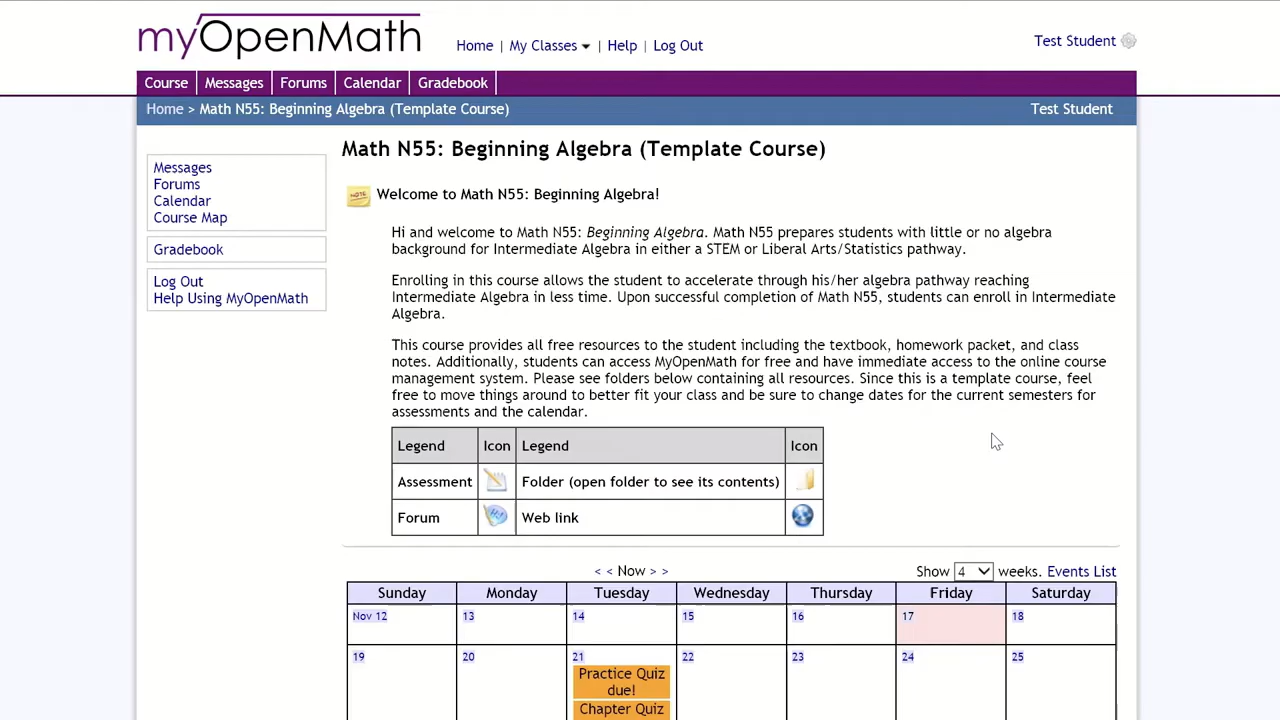 myOpenMath
Home | My Classes | Help | Log Out
Test Student
Course Messages Forums Calendar Gradebook
Home > Math N55: Beginning Algebra (Template Course)
Test Student
Messages
Forums
Calendar
Course Map
Gradebook
Log Out
Help Using MyOpenMath
Math N55: Beginning Algebra (Template Course)
NOTE
Welcome to Math N55: Beginning Algebra!
Hi and welcome to Math N55: Beginning Algebra. Math N55 prepares students with little or no algebra
background for Intermediate Algebra in either a STEM or Liberal Arts/Statistics pathway.
Enrolling in this course allows the student to accelerate through his/her algebra pathway reaching
Intermediate Algebra in less time. Upon successful completion of Math N55, students can enroll in Intermediate
Algebra.
This course provides all free resources to the student including the textbook, homework packet, and class
notes. Additionally, students can access MyOpenMath for free and have immediate access to the online course
management system. Please see folders below containing all resources. Since this is a template course, feel
free to move things around to better fit your class and be sure to change dates for the current semesters for
assessments and the calendar.
Legend Icon Legend Icon
Assessment Folder (open folder to see its contents)
Forum Web link
< < Now > >
Show 4 weeks. Events List
Sunday Monday Tuesday Wednesday Thursday Friday Saturday
Nov 12 13 14 15 16 17 18
19 20 21 22 23 24 25
Practice Quiz
due!
Chapter Quiz